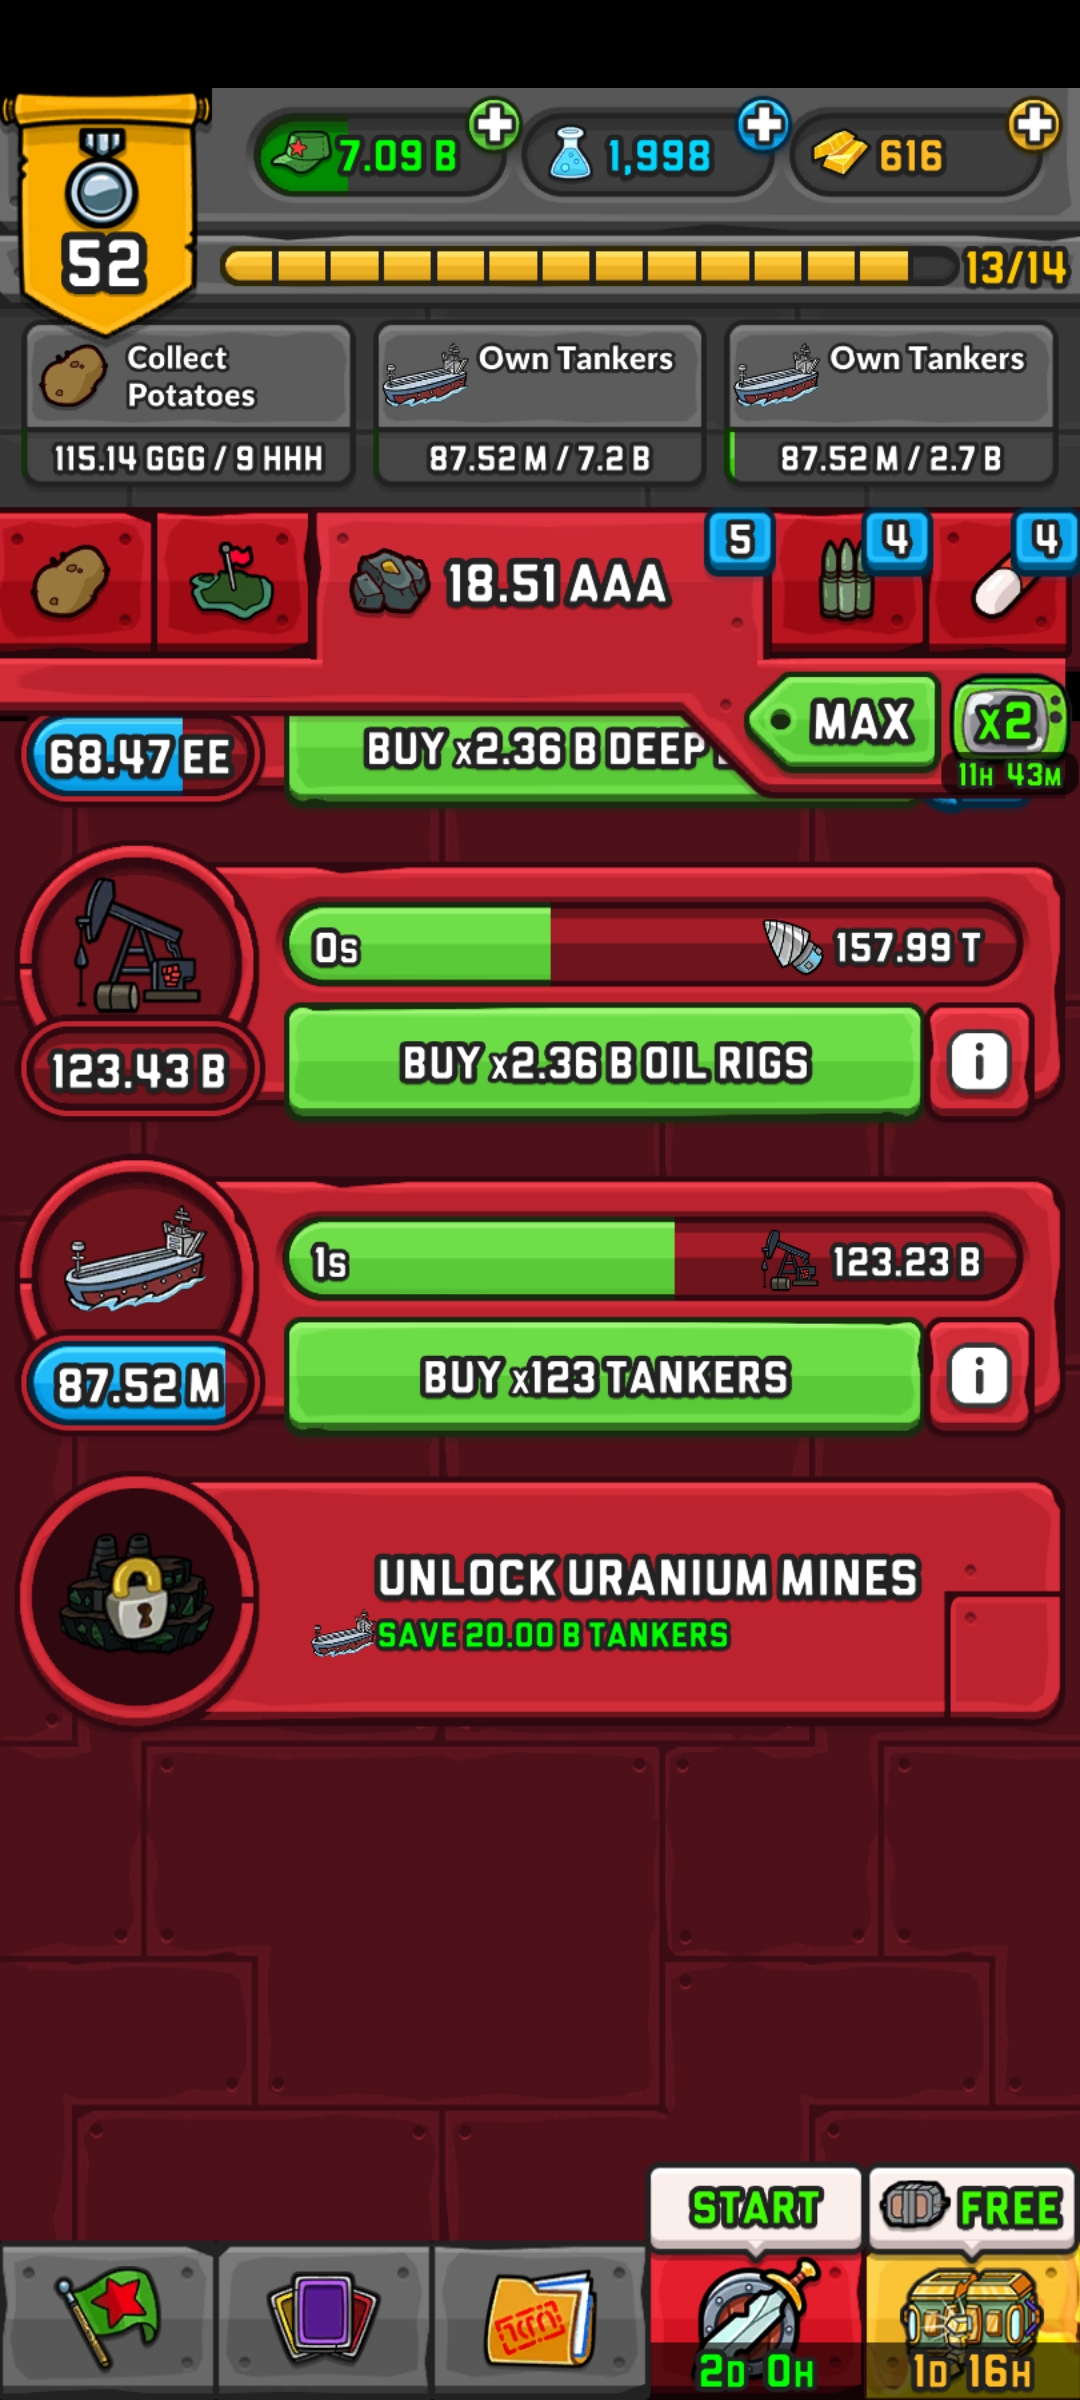 7.09 B
1,998
616
52
13/14
Collect
Potatoes
115.14 GGG / 9 HHH
Own Tankers
87.52 M / 7.2 B
Own Tankers
87.52 M / 2.7 B
18.51 AAA
5
4
4
MAX
x2
11H 43M
68.47 EE
BUY x2.36 B DEEP
0s
157.99 T
123.43 B
BUY x2.36 B OIL RIGS
i
1s
123.23 B
87.52 M
BUY x123 TANKERS
i
UNLOCK URANIUM MINES
SAVE 20.00 B TANKERS
START
FREE
2D 0H
1D 16H